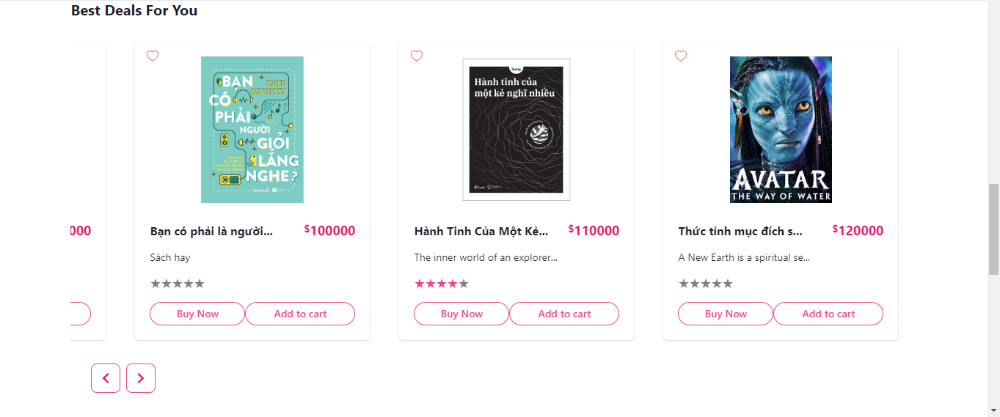 Best Deals For You
BẠN
CÓ
PHẢI
NGƯỜI
GIỎI
LẮNG
NGHE?
KATE
MURPHY
Hành tinh của
một kẻ nghĩ nhiều
AVATAR
THE WAY OF WATER
000
Bạn có phải là người... $100000
Sách hay
★★★★★
Buy Now Add to cart
Hành Tinh Của Một Kẻ... $110000
The inner world of an explorer...
★★★★★
Buy Now Add to cart
Thức tỉnh mục đích s... $120000
A New Earth is a spiritual se...
★★★★★
Buy Now Add to cart